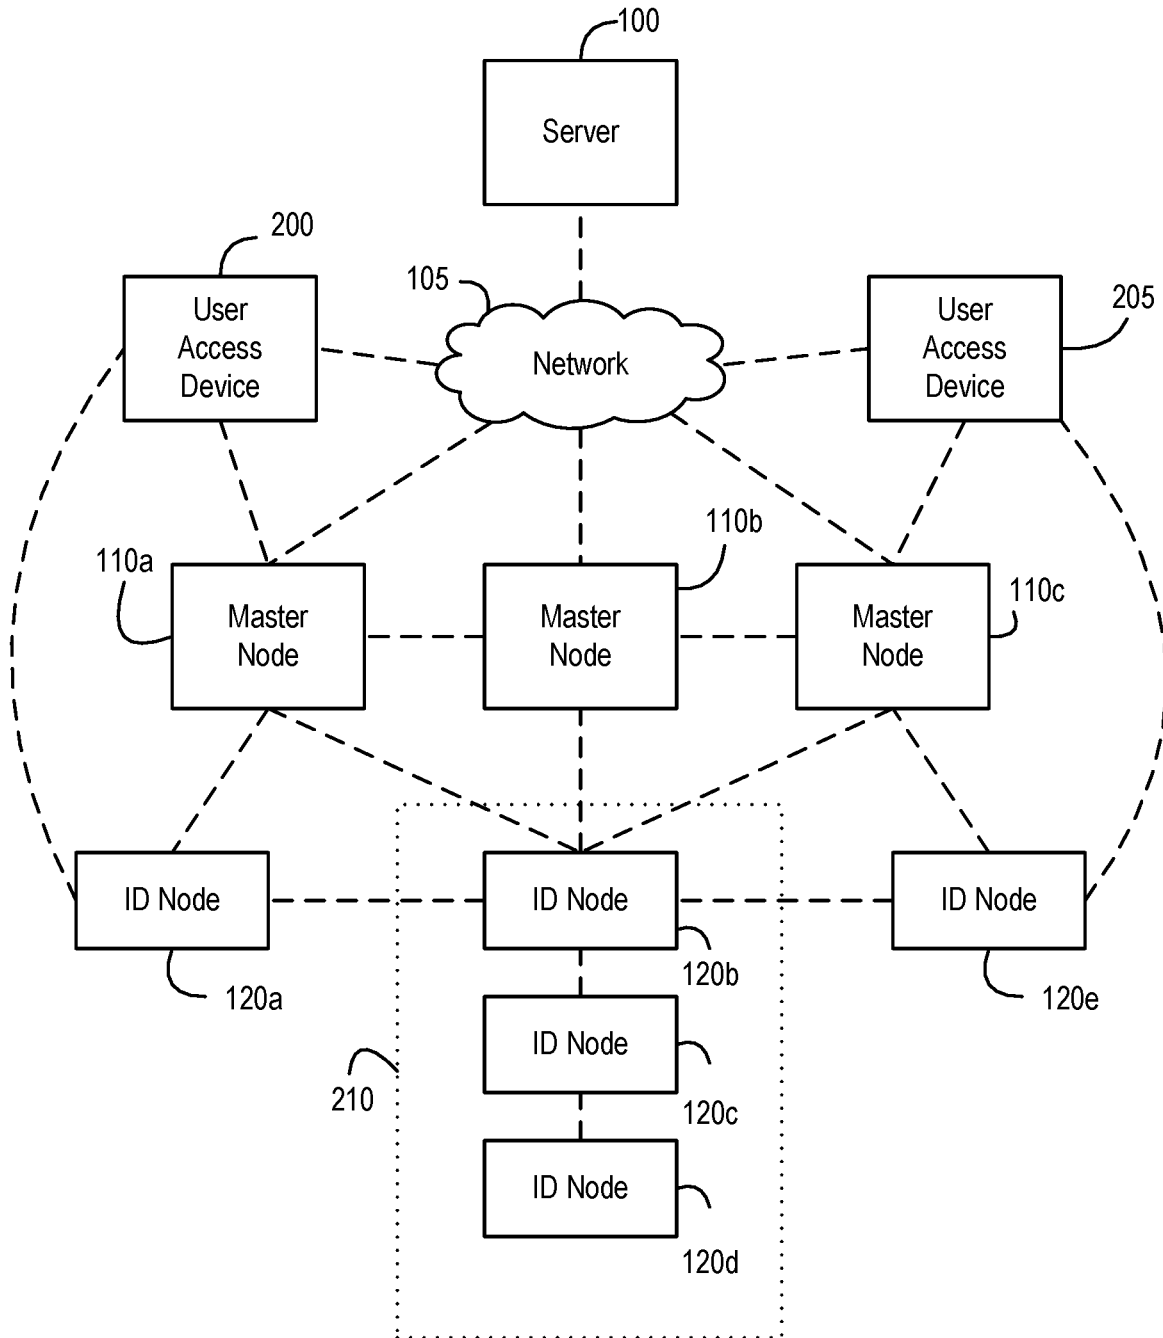 100
Server
200
User
Access
Device
105
Network
User
Access
Device
205
110a
Master
Node
110b
Master
Node
Master
Node
110c
ID Node
120a
ID Node
120b
ID Node
120e
210
ID Node
120c
ID Node
120d